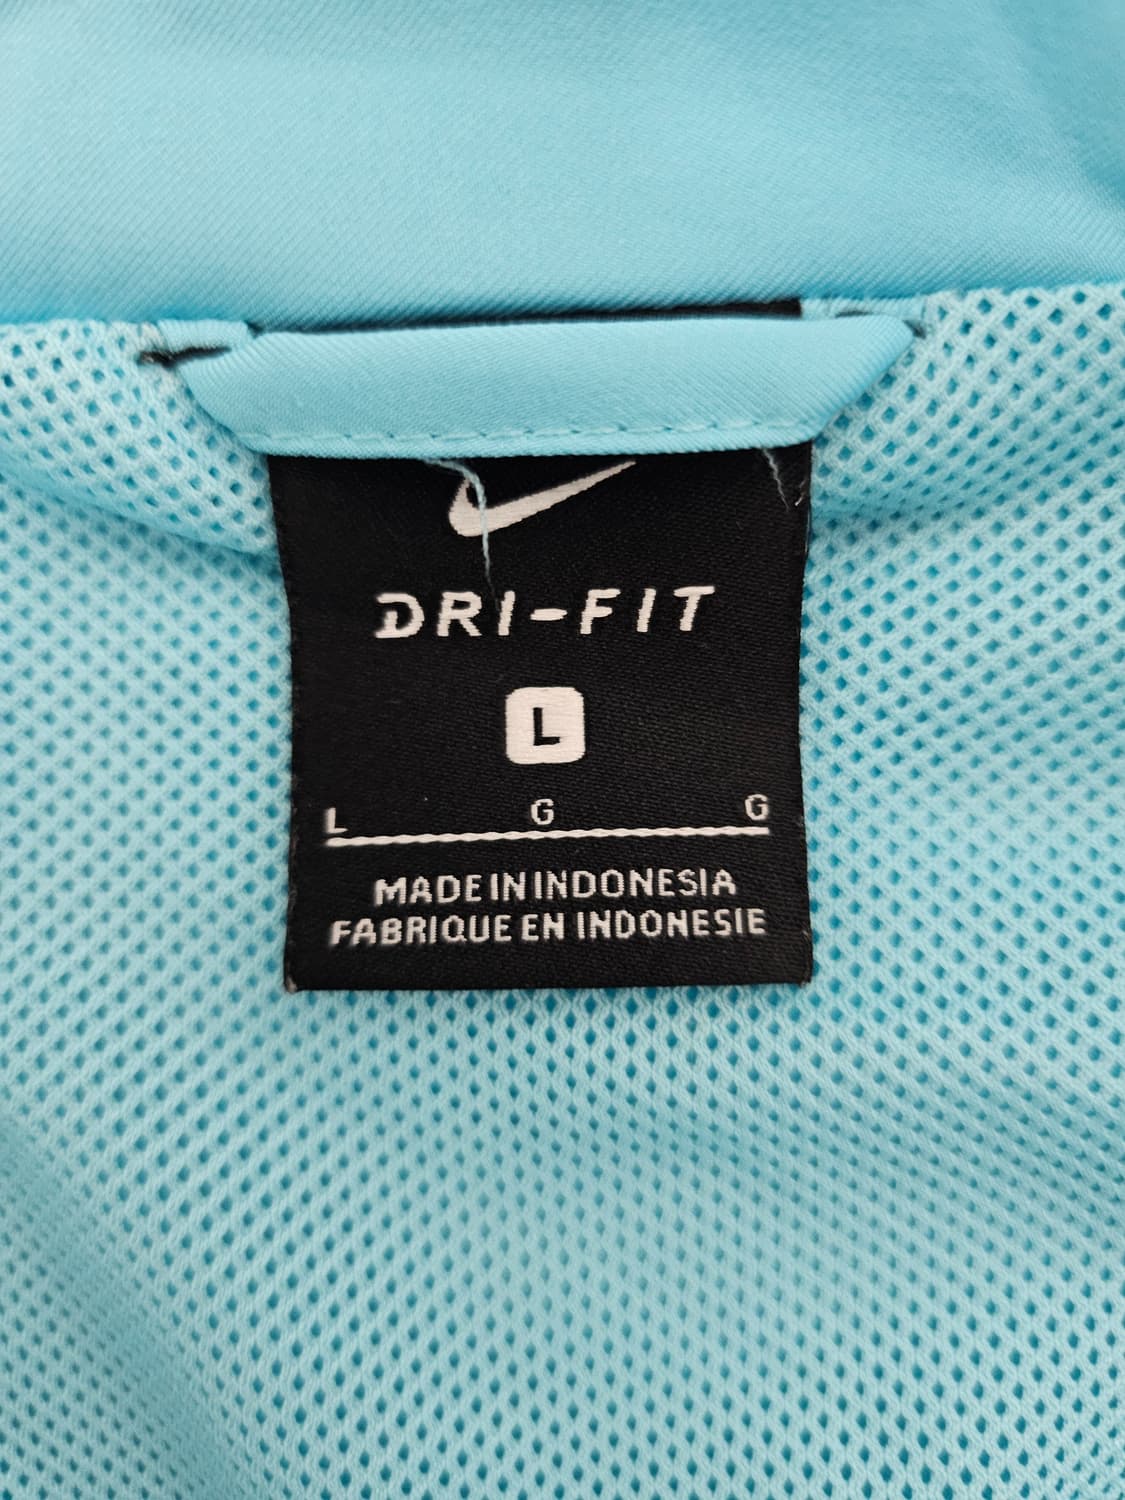 DRI-FIT
L
L G G
MADE IN INDONESIA
FABRIQUE EN INDONESIE